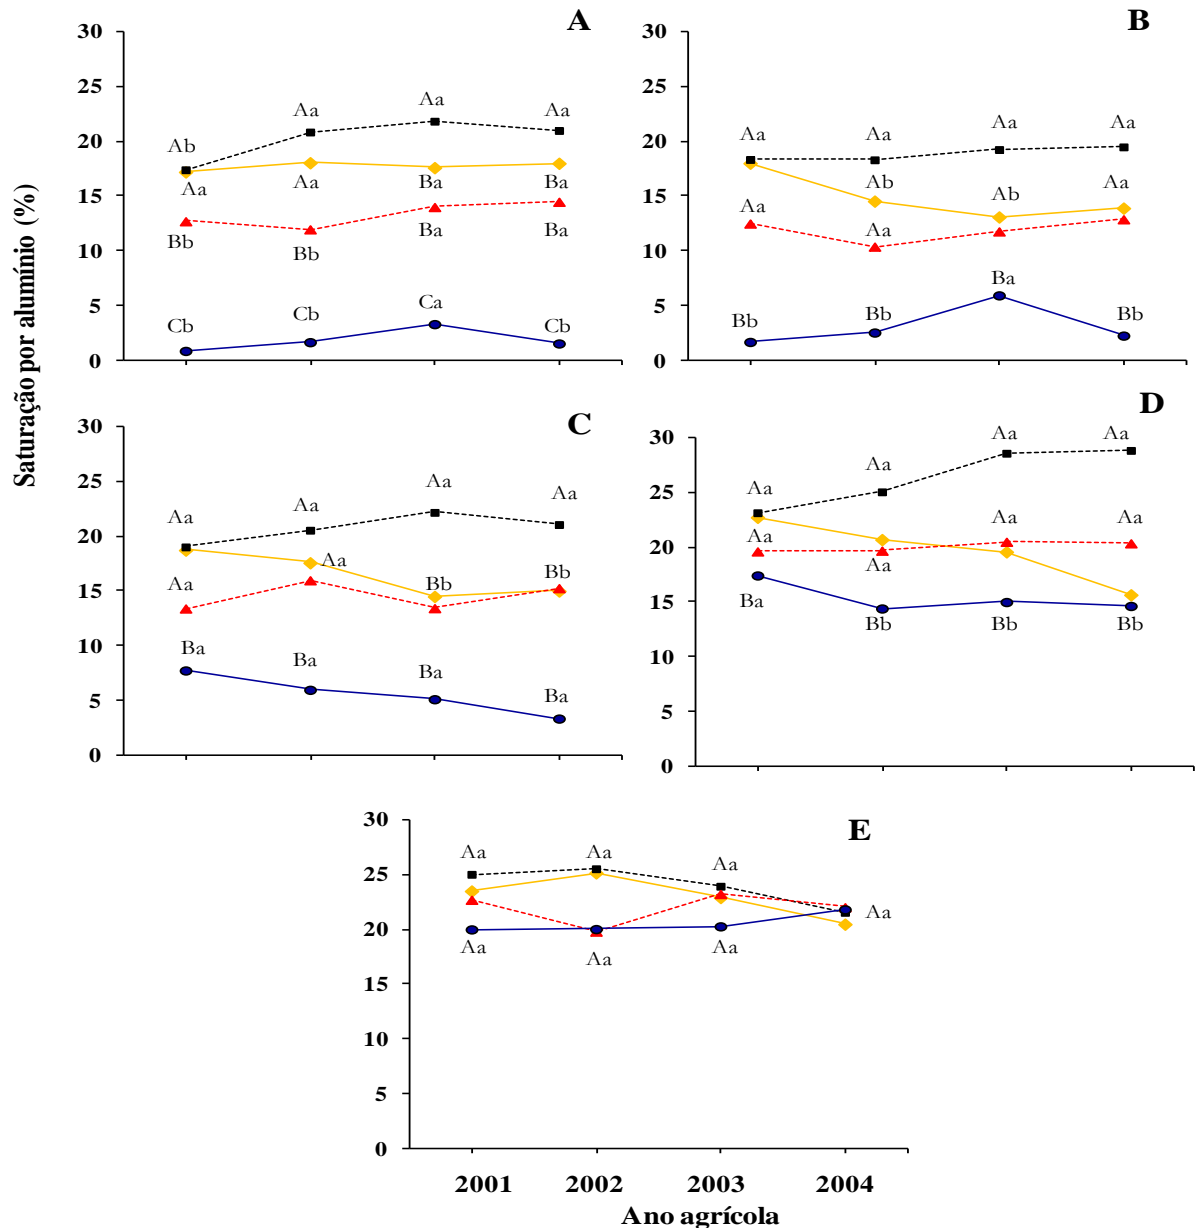 A
30
25
20
15
10
5
0
Aa Aa Aa
Ab
Aa Aa Ba Ba
Bb Bb Ba Ba
Cb Cb Ca Cb
B
30
25
20
15
10
5
0
Aa Aa Aa Aa
Ab Ab Aa
Aa Aa
Bb Bb Ba Bb
Saturação por alumínio (%)
C
30
25
20
15
10
5
0
Aa Aa Aa Aa
Aa Bb Bb
Aa
Ba Ba Ba Ba
D
30
25
20
15
10
5
0
Aa Aa Aa Aa
Aa Aa Aa Aa
Ba Bb Bb Bb
E
30
25
20
15
10
5
0
Aa Aa Aa
Aa
Aa Aa Aa
2001 2002 2003 2004
Ano agrícola